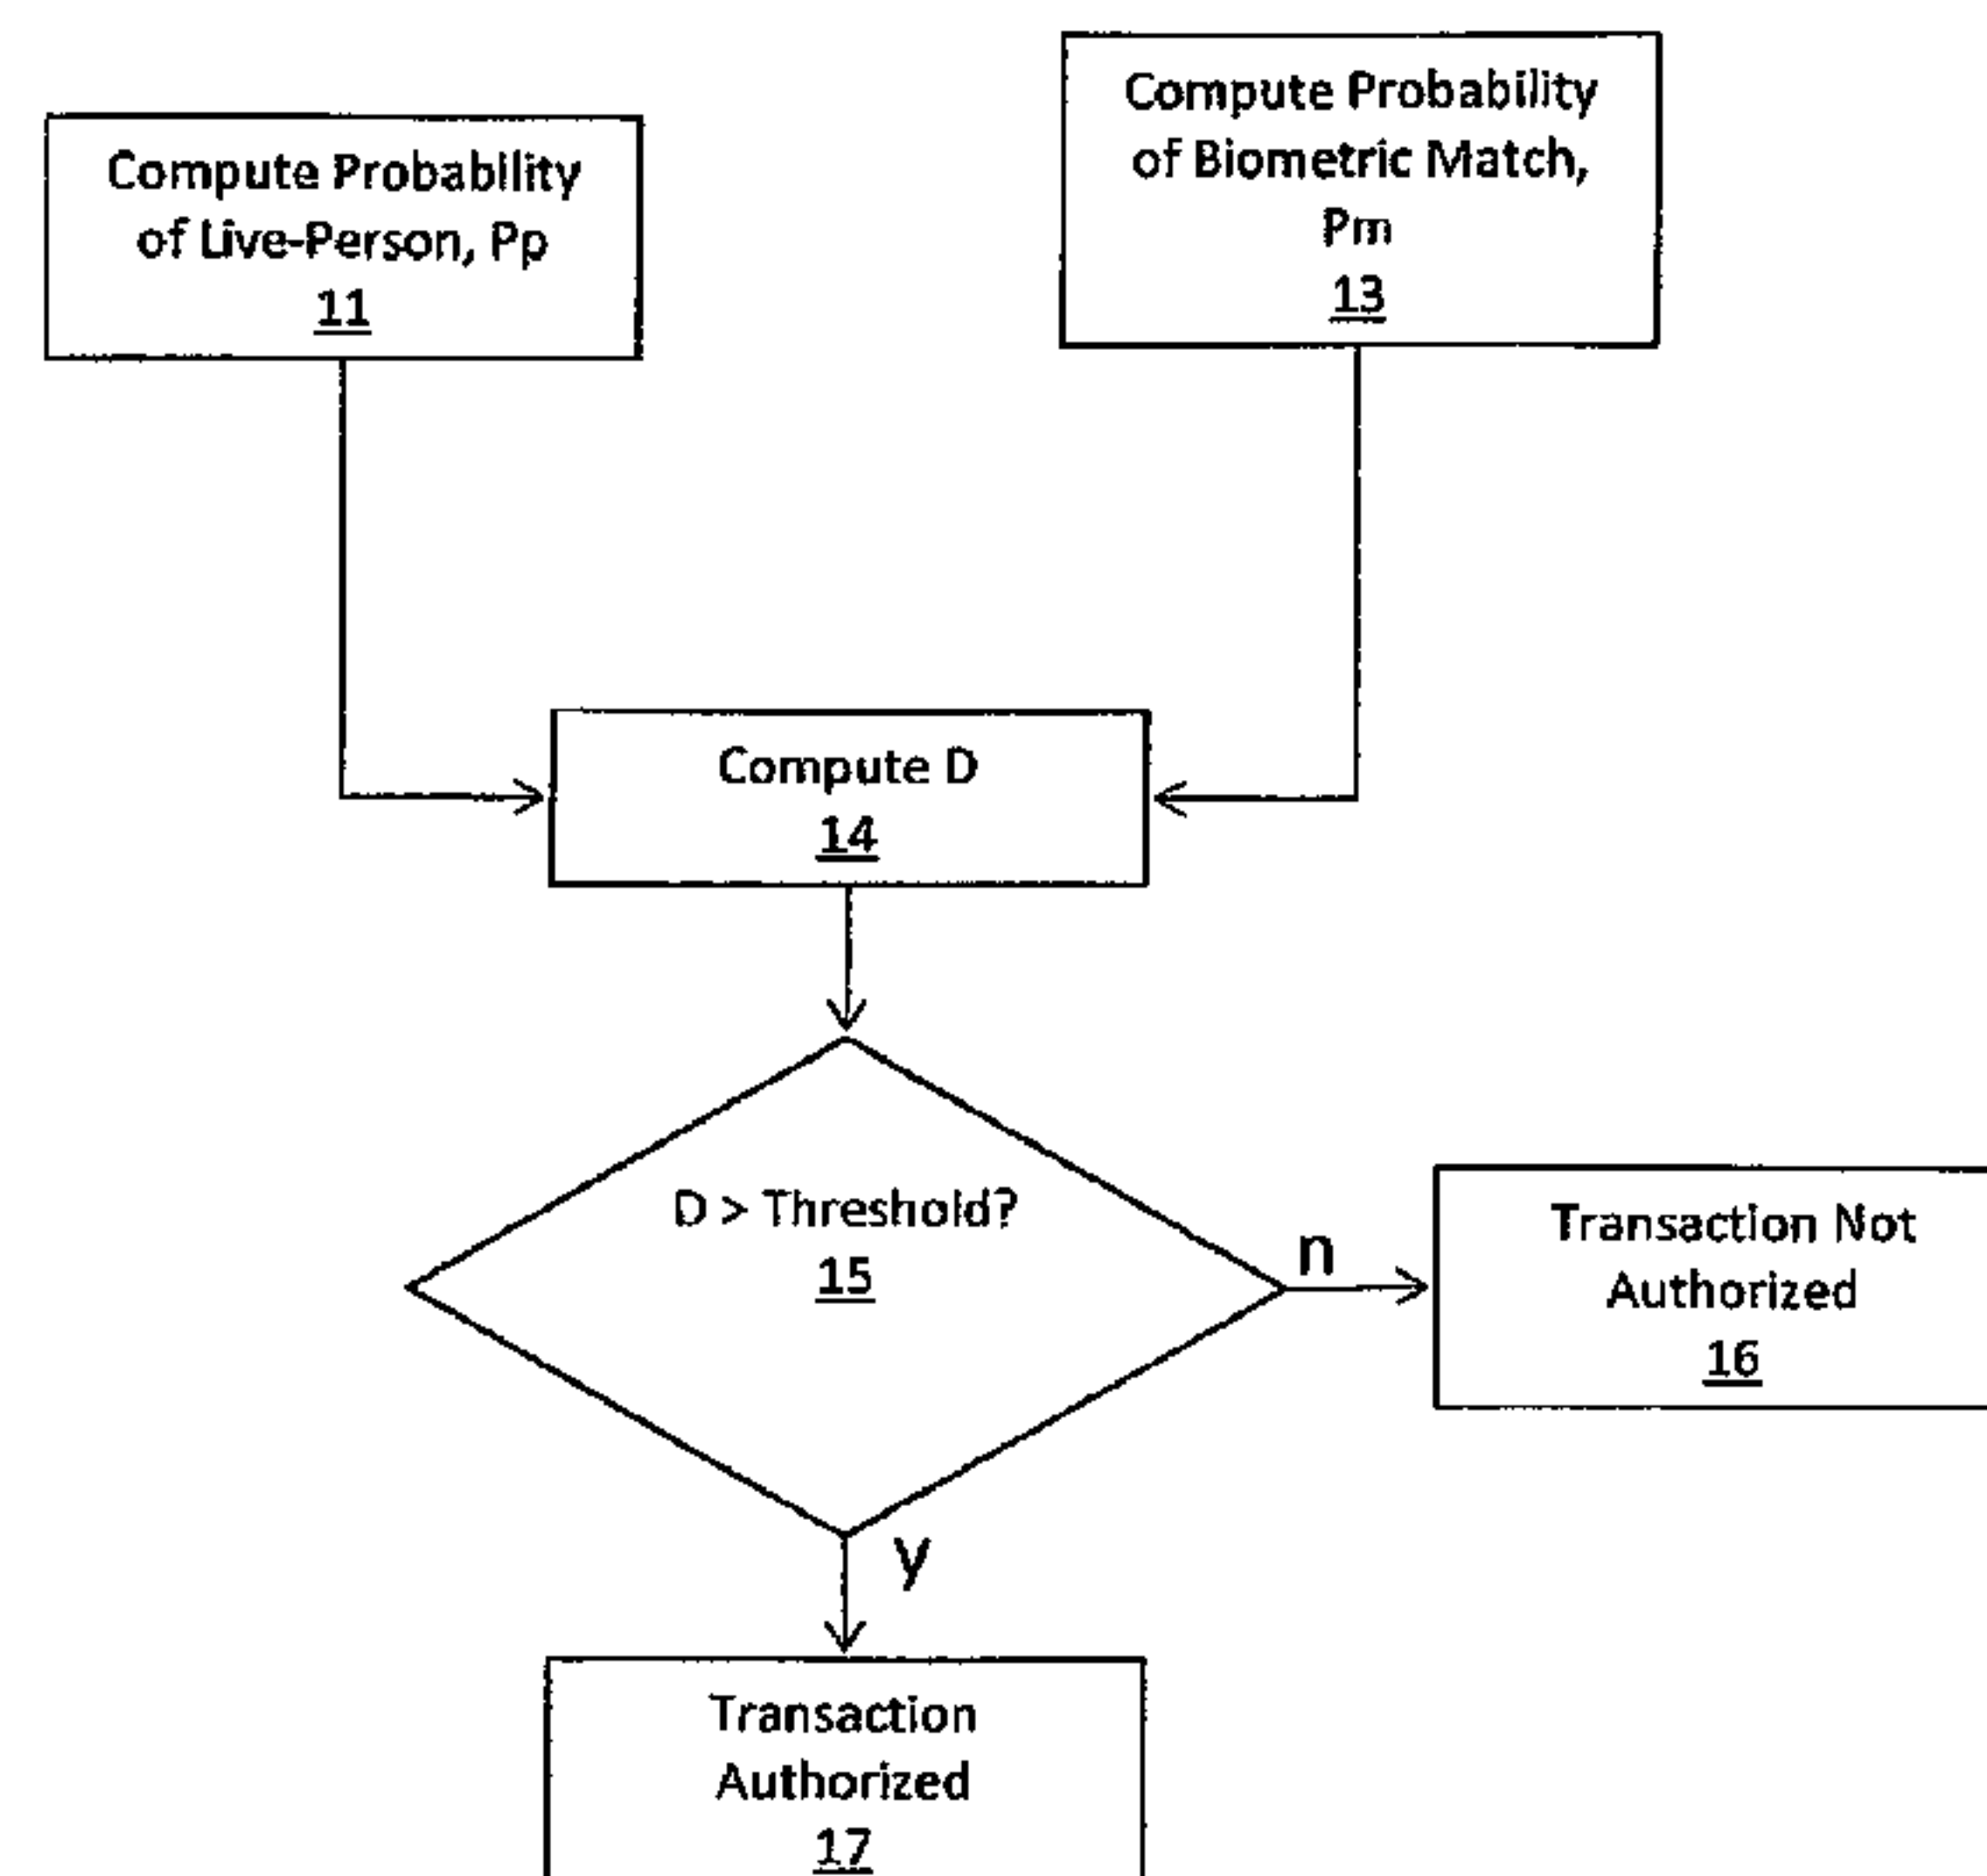 Compute Probability
of Live-Person, Pp
11
Compute Probability
of Biometric Match,
Pm
13
Compute D
14
D > Threshold?
15
n
Transaction Not
Authorized
16
y
Transaction
Authorized
17